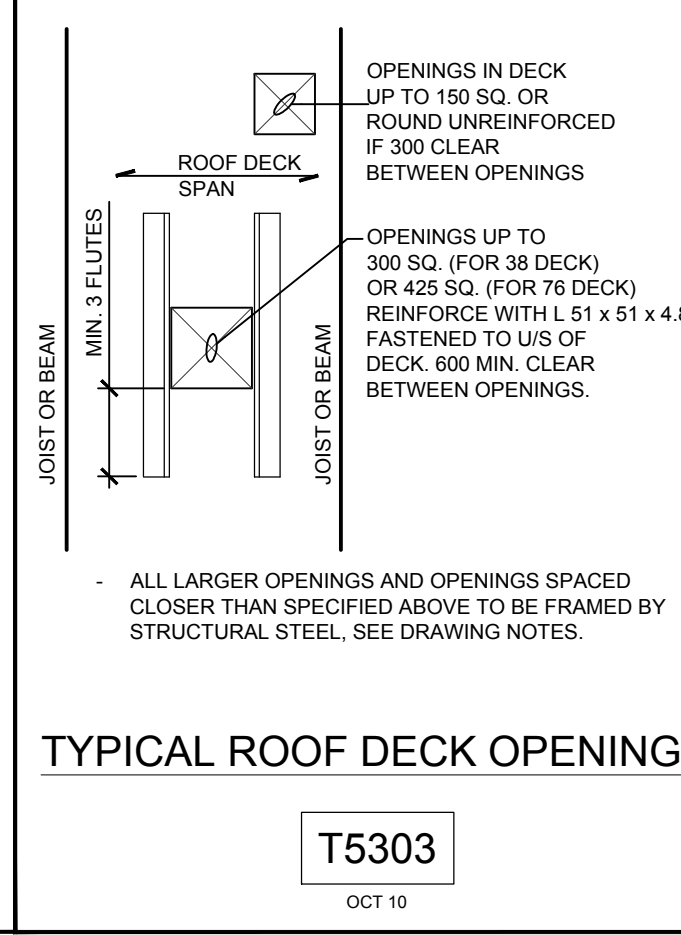 OPENINGS IN DECK
UP TO 150 SQ. OR
ROUND UNREINFORCED
IF 300 CLEAR
BETWEEN OPENINGS
ROOF DECK
SPAN
MIN. 3 FLUTES
JOIST OR BEAM
JOIST OR BEAM
OPENINGS UP TO
300 SQ. (FOR 38 DECK)
OR 425 SQ. (FOR 76 DECK)
REINFORCE WITH L 51 x 51 x 4.8
FASTENED TO U/S OF
DECK. 600 MIN. CLEAR
BETWEEN OPENINGS.
- ALL LARGER OPENINGS AND OPENINGS SPACED
CLOSER THAN SPECIFIED ABOVE TO BE FRAMED BY
STRUCTURAL STEEL, SEE DRAWING NOTES.
TYPICAL ROOF DECK OPENING
T5303
OCT 10